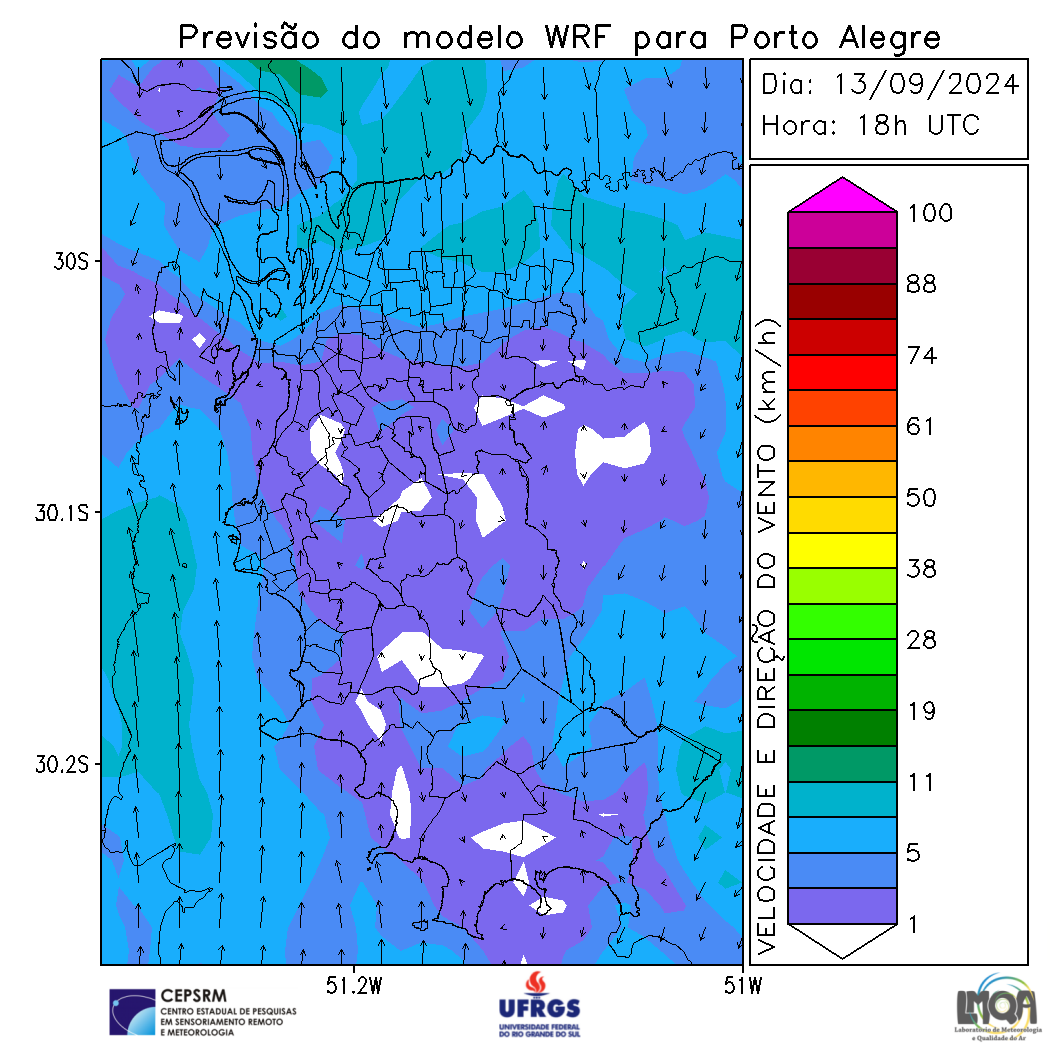 Previsão do modelo WRF para Porto Alegre
Dia: 13/09/2024
Hora: 18h UTC
30S
30.1S
30.2S
51.2W
51W
VELOCIDADE E DIREÇÃO DO VENTO (km/h)
100
88
74
61
50
38
28
19
11
5
1
CEPSRM
CENTRO ESTADUAL DE PESQUISAS
EM SENSORIAMENTO REMOTO
E METEOROLOGIA
UFRGS
UNIVERSIDADE FEDERAL
DO RIO GRANDE DO SUL
LMQA
Laboratório de Meteorologia
e Qualidade do Ar